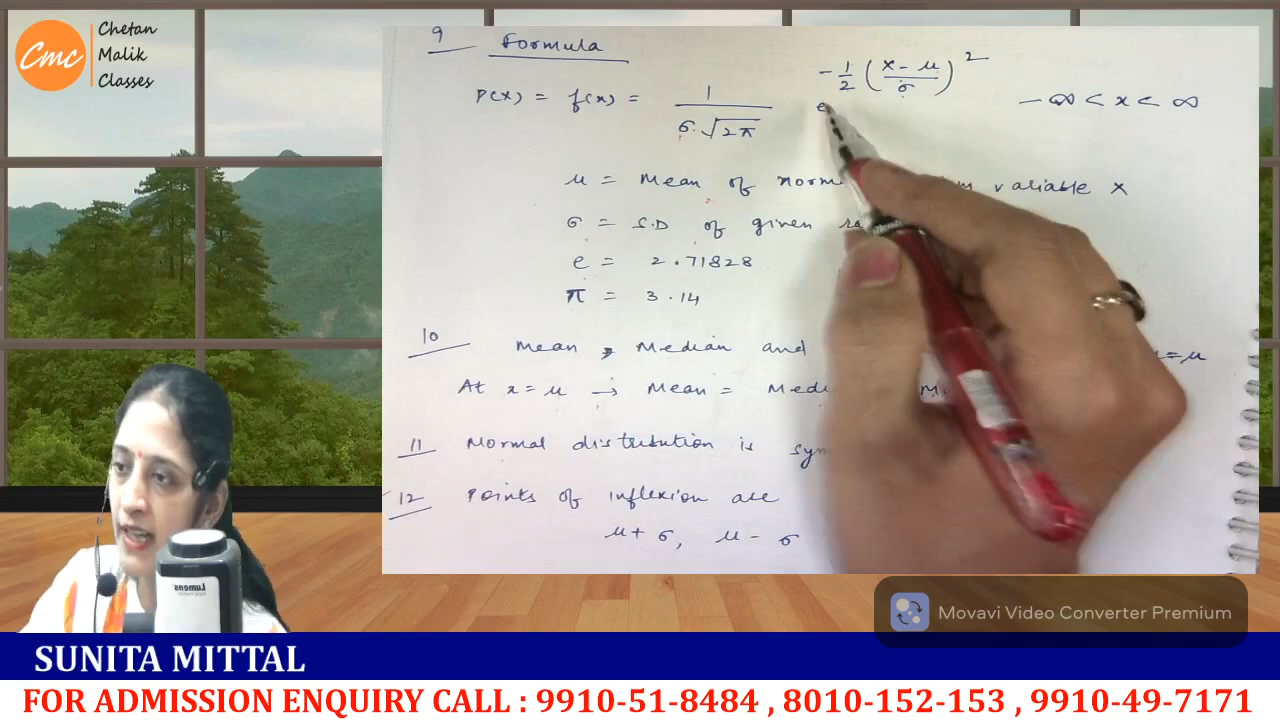 cmc
Chetan
Malik
Classes
9 Formula
P(x) = f(x) = 1 / σ.√2π e -1/2 (x - μ / σ)² -∞ < x < ∞
μ = Mean of norm variable X
σ = S.D of given
e = 2.71828
π = 3.14
10 Mean, Median and = μ
At x = μ → Mean =
11 Normal distribution is
12 Points of inflexion are
μ + σ, μ - σ
Lumens
Movavi Video Converter Premium
SUNITA MITTAL
FOR ADMISSION ENQUIRY CALL : 9910-51-8484 , 8010-152-153 , 9910-49-7171